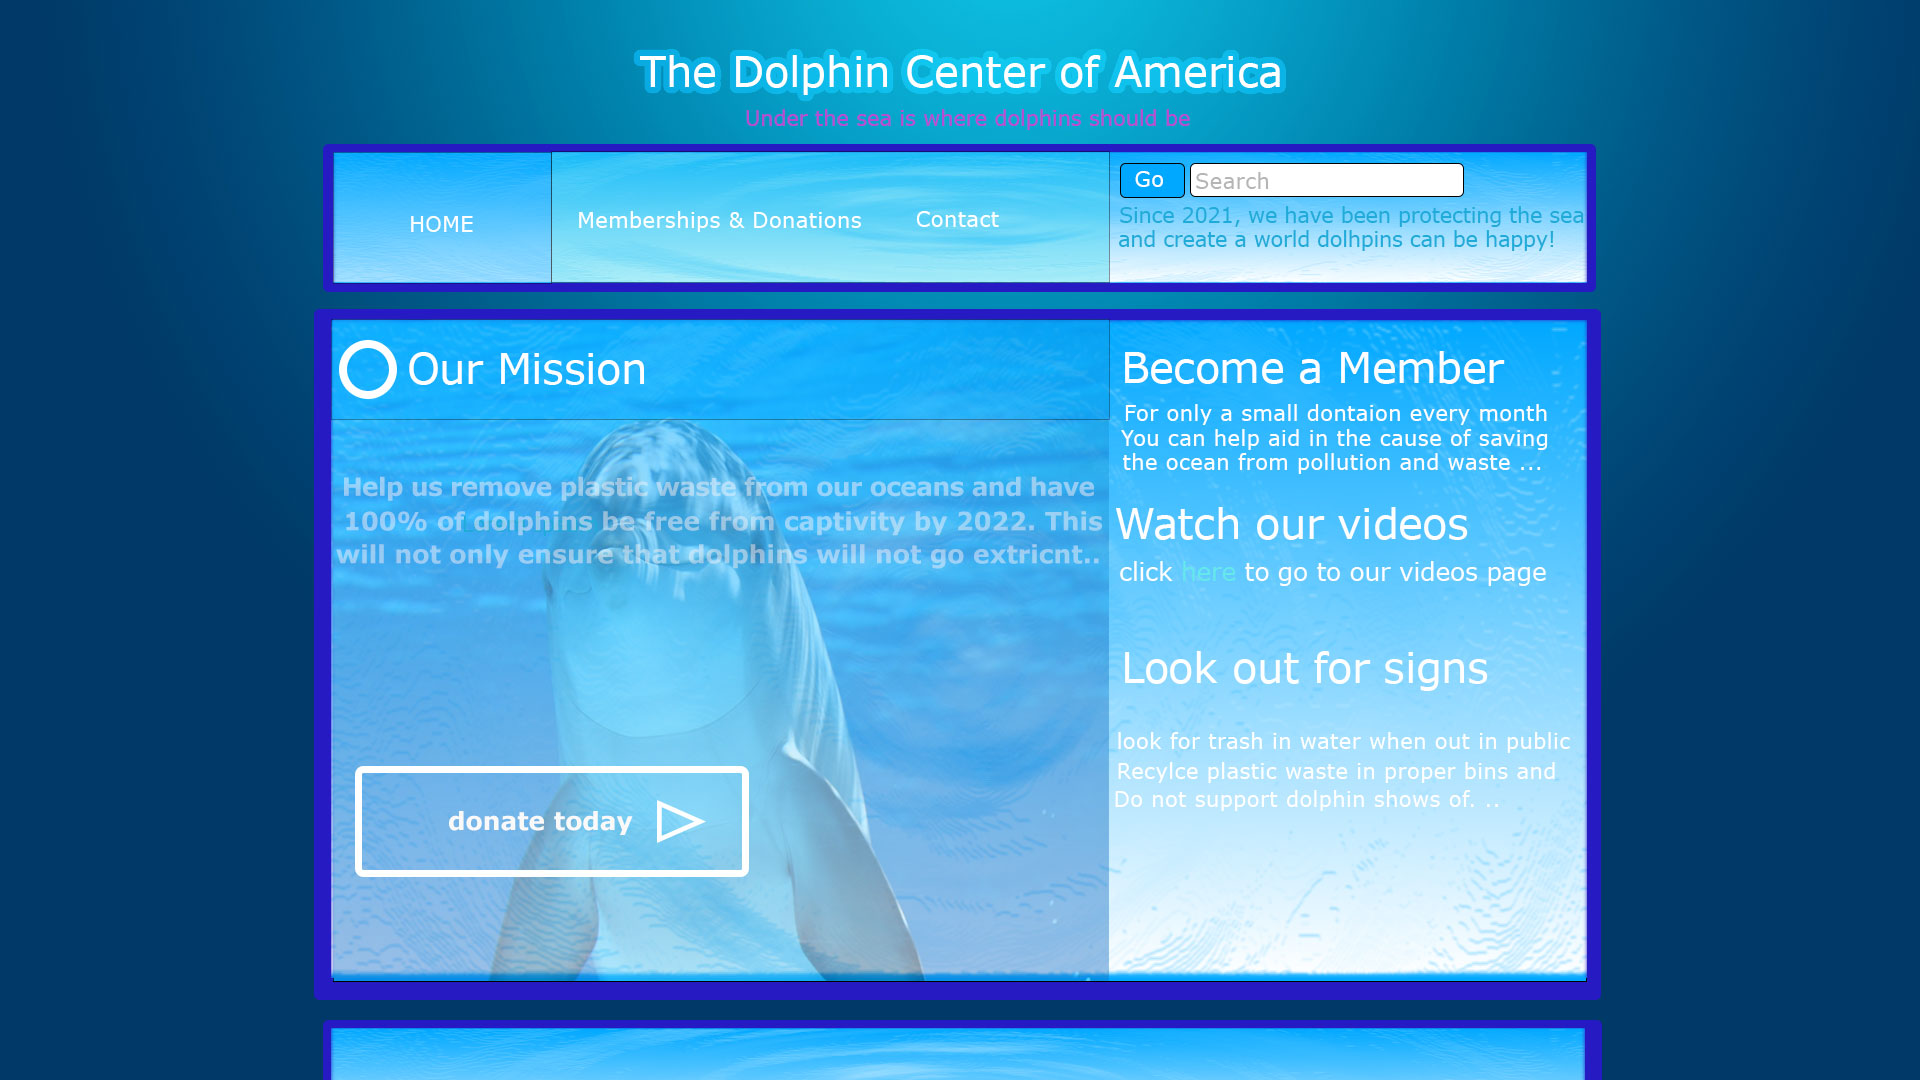 The Dolphin Center of America
Under the sea is where dolphins should be
HOME
Memberships & Donations
Contact
Go
Search
Since 2021, we have been protecting the sea
and create a world dolhpins can be happy!
Our Mission
Help us remove plastic waste from our oceans and have
100% of dolphins be free from captivity by 2022. This
will not only ensure that dolphins will not go extricnt..
donate today
Become a Member
For only a small dontaion every month
You can help aid in the cause of saving
the ocean from pollution and waste ...
Watch our videos
click here to go to our videos page
Look out for signs
look for trash in water when out in public
Recylce plastic waste in proper bins and
Do not support dolphin shows of. ..